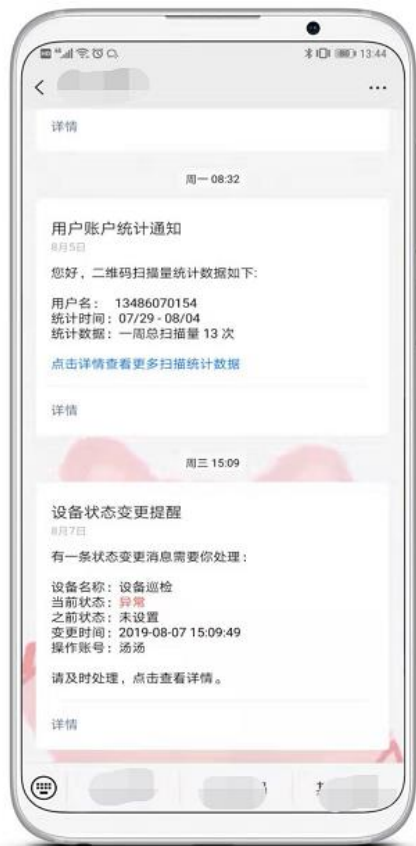 HD 46
13:44
详情
周一 08:32
用户账户统计通知
8月5日
您好，二维码扫描量统计数据如下:
用户名： 13486070154
统计时间：07/29 - 08/04
统计数据：一周总扫描量 13 次
点击详情查看更多扫描统计数据
详情
周三 15:09
设备状态变更提醒
8月7日
有一条状态变更消息需要你处理：
设备名称：设备巡检
当前状态：异常
之前状态：未设置
变更时间：2019-08-07 15:09:49
操作账号：汤汤
请及时处理，点击查看详情。
详情